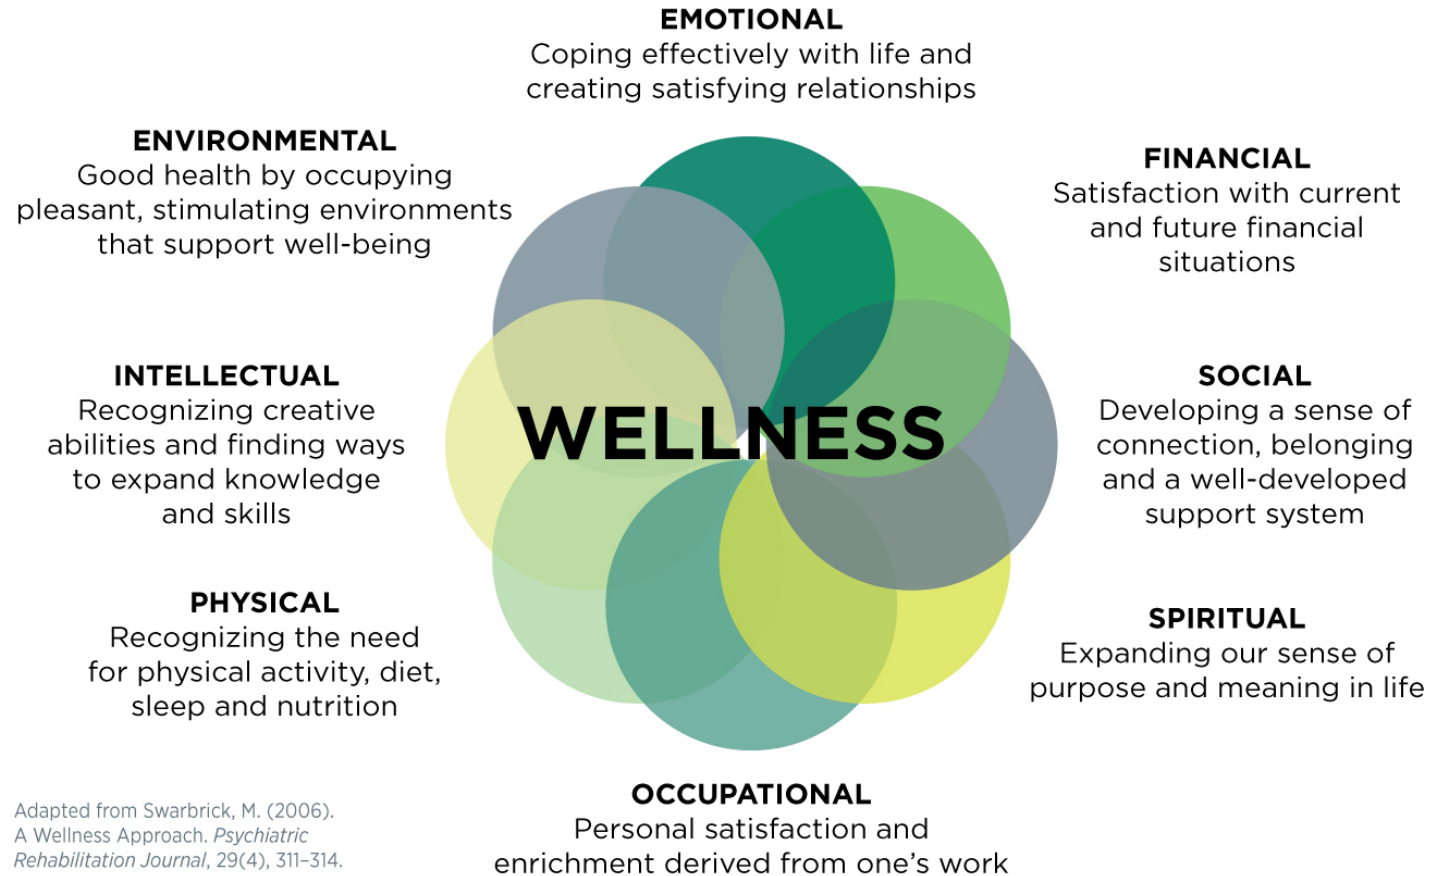 EMOTIONAL
Coping effectively with life and
creating satisfying relationships
FINANCIAL
Satisfaction with current
and future financial
situations
SOCIAL
Developing a sense of
connection, belonging
and a well-developed
support system
SPIRITUAL
Expanding our sense of
purpose and meaning in life
OCCUPATIONAL
Personal satisfaction and
enrichment derived from one’s work
PHYSICAL
Recognizing the need
for physical activity, diet,
sleep and nutrition
INTELLECTUAL
Recognizing creative
abilities and finding ways
to expand knowledge
and skills
ENVIRONMENTAL
Good health by occupying
pleasant, stimulating environments
that support well-being
WELLNESS
Adapted from Swarbrick, M. (2006).
A Wellness Approach. Psychiatric
Rehabilitation Journal, 29(4), 311–314.